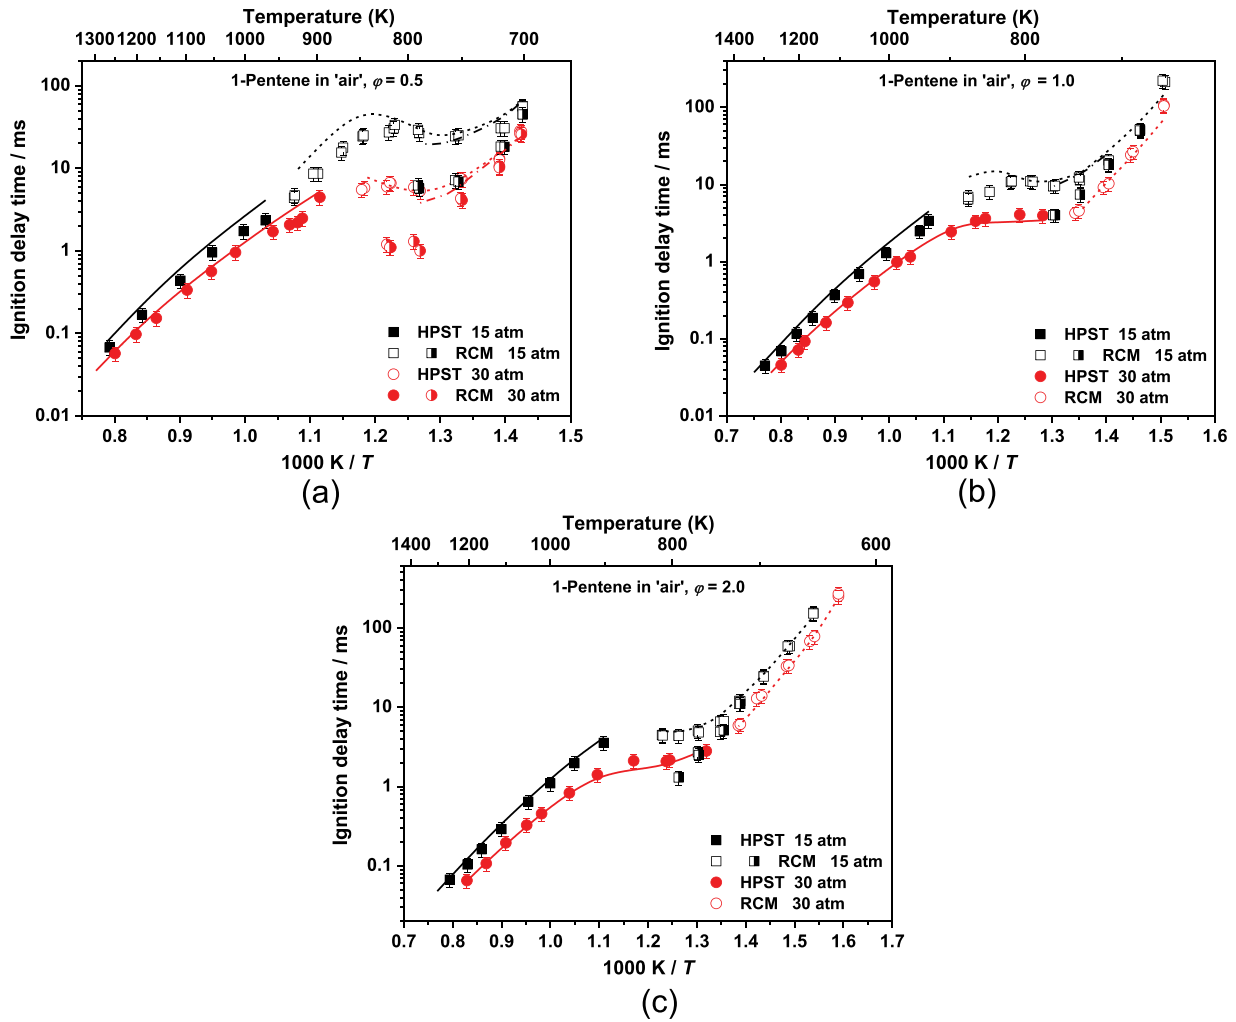 Temperature (K)
1300 1200 1100 1000 900 800 700
1-Pentene in 'air', φ = 0.5
Ignition delay time / ms
100
10
1
0.1
0.01
HPST 15 atm
RCM 15 atm
HPST 30 atm
RCM 30 atm
0.8 0.9 1.0 1.1 1.2 1.3 1.4 1.5
1000 K / T
(a)
Temperature (K)
1400 1200 1000 800
1-Pentene in 'air', φ = 1.0
Ignition delay time / ms
100
10
1
0.1
0.01
HPST 15 atm
RCM 15 atm
HPST 30 atm
RCM 30 atm
0.7 0.8 0.9 1.0 1.1 1.2 1.3 1.4 1.5 1.6
1000 K / T
(b)
Temperature (K)
1400 1200 1000 800 600
1-Pentene in 'air', φ = 2.0
Ignition delay time / ms
100
10
1
0.1
HPST 15 atm
RCM 15 atm
HPST 30 atm
RCM 30 atm
0.7 0.8 0.9 1.0 1.1 1.2 1.3 1.4 1.5 1.6 1.7
1000 K / T
(c)